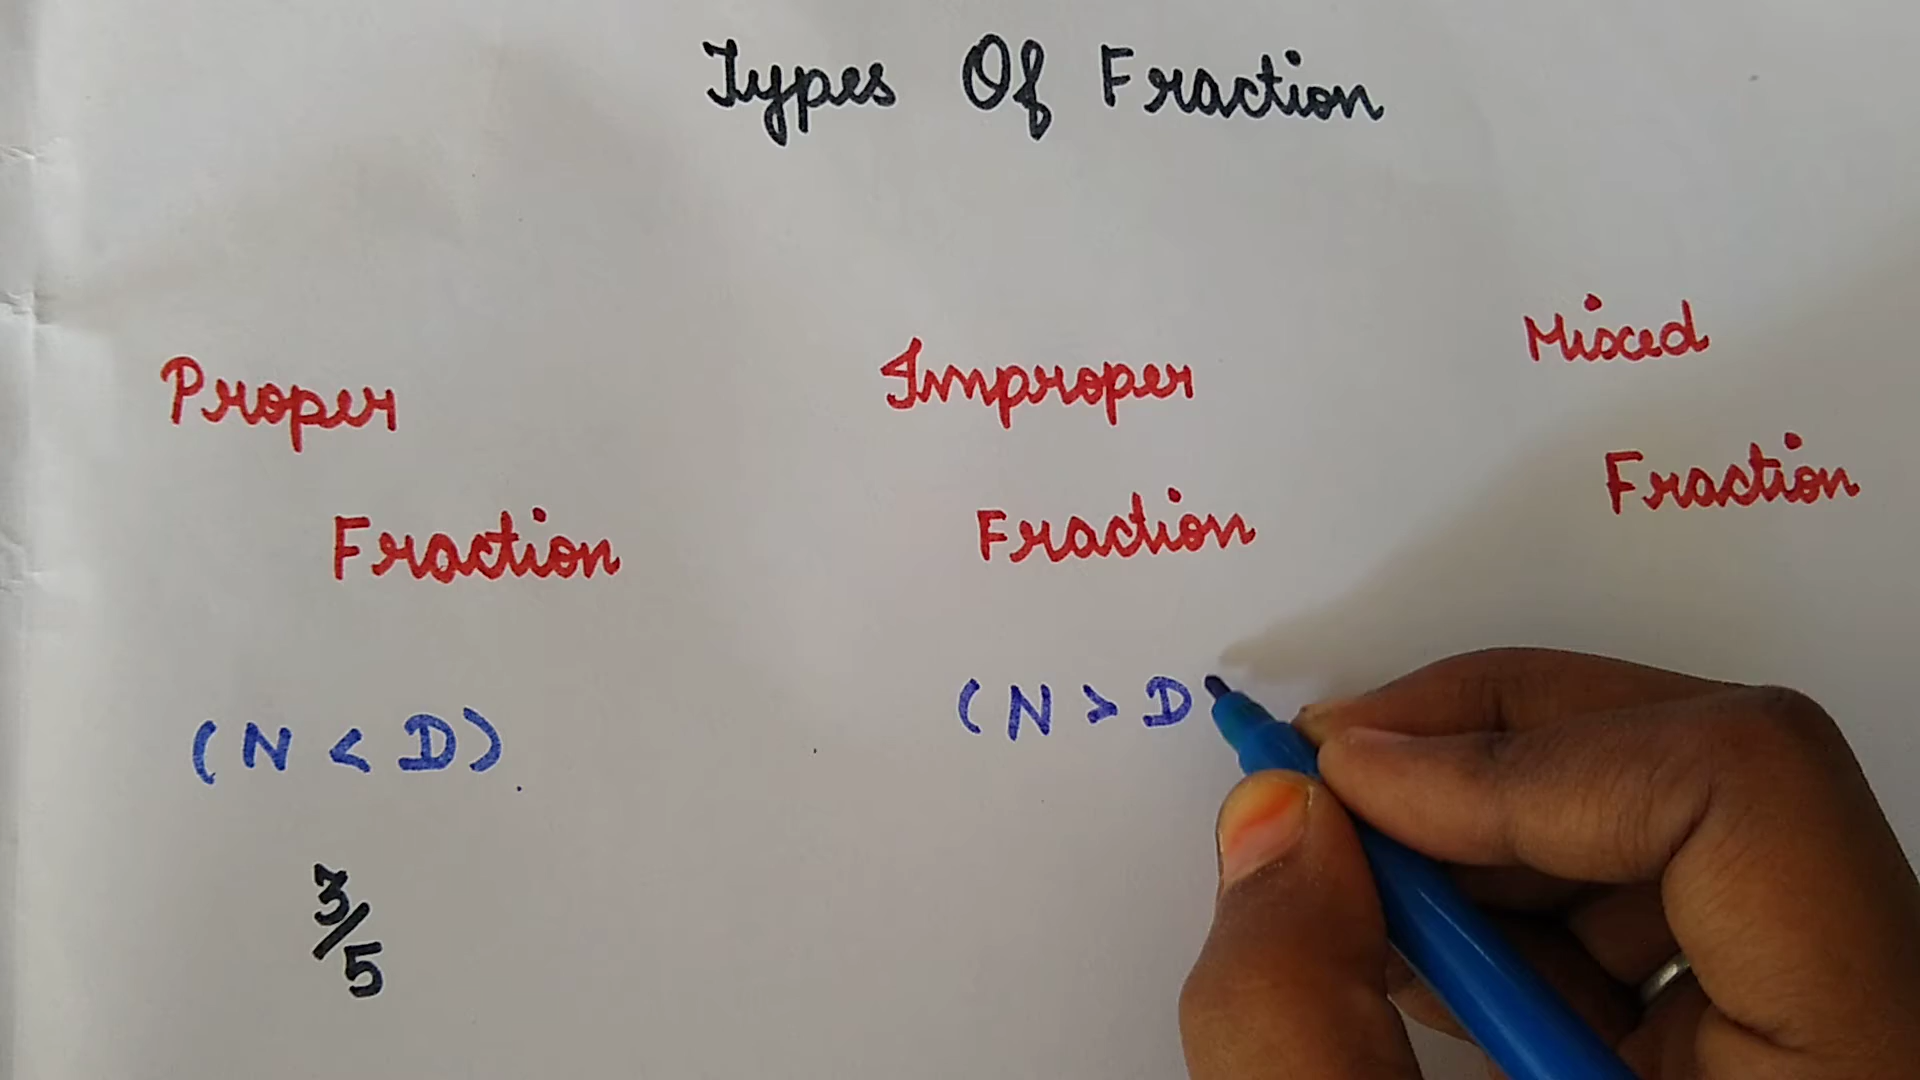 Types Of Fraction
Proper
Fraction
(N < D)
3/5
Improper
Fraction
(N > D
Mixed
Fraction